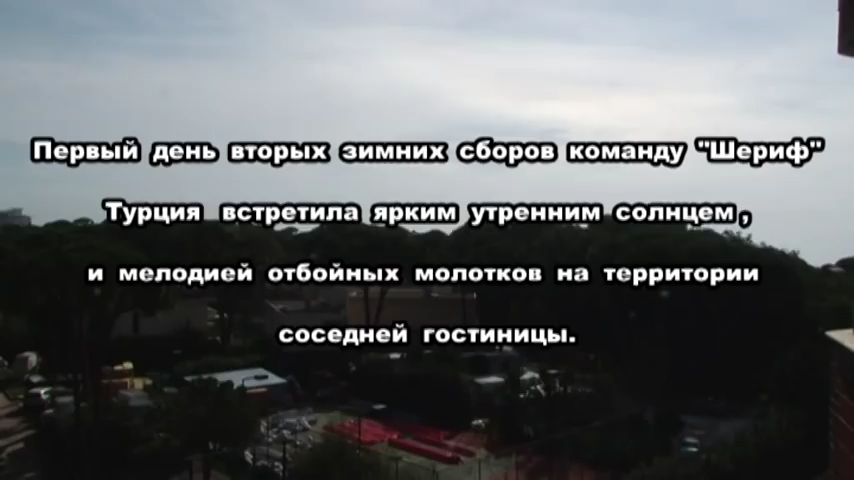 Первый день вторых зимних сборов команду "Шериф"
Турция встретила ярким утренним солнцем,
и мелодией отбойных молотков на территории
соседней гостиницы.